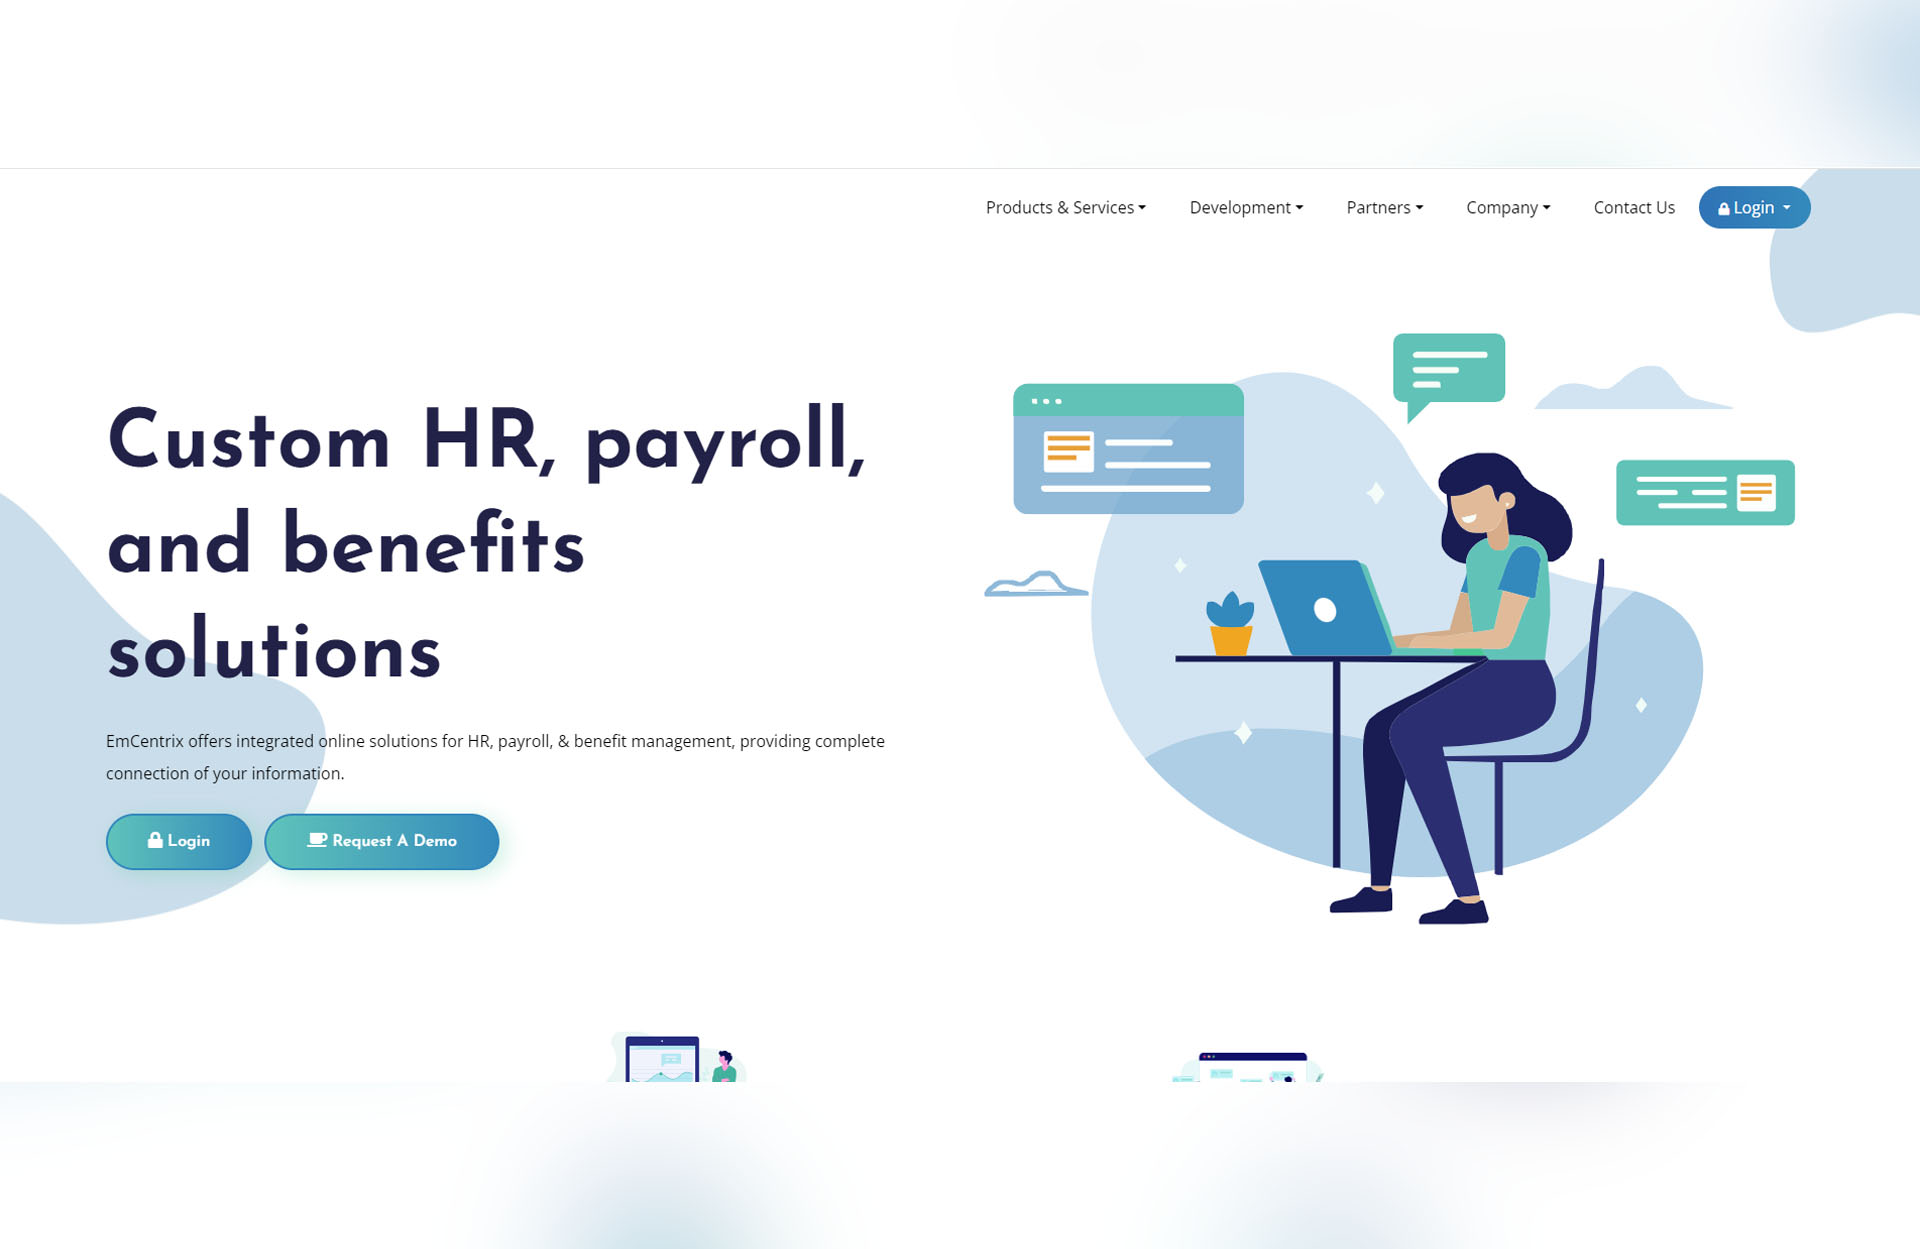 Products & Services Development Partners Company Contact Us Login
Custom HR, payroll,
and benefits
solutions
EmCentrix offers integrated online solutions for HR, payroll, & benefit management, providing complete
connection of your information.
Login Request A Demo